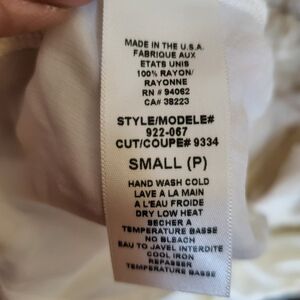 MADE IN THE U.S.A.
FABRIQUE AUX
ETATS UNIS
100% RAYON/
RAYONNE
RN # 94062
CA# 38223
STYLE/MODELE#
922-067
CUT/COUPE# 9334
SMALL (P)
HAND WASH COLD
LAVE A LA MAIN
A L'EAU FROIDE
DRY LOW HEAT
SECHER A
TEMPERATURE BASSE
NO BLEACH
EAU TO JAVEL INTERDITE
COOL IRON
REPASSER
TEMPERATURE BASSE